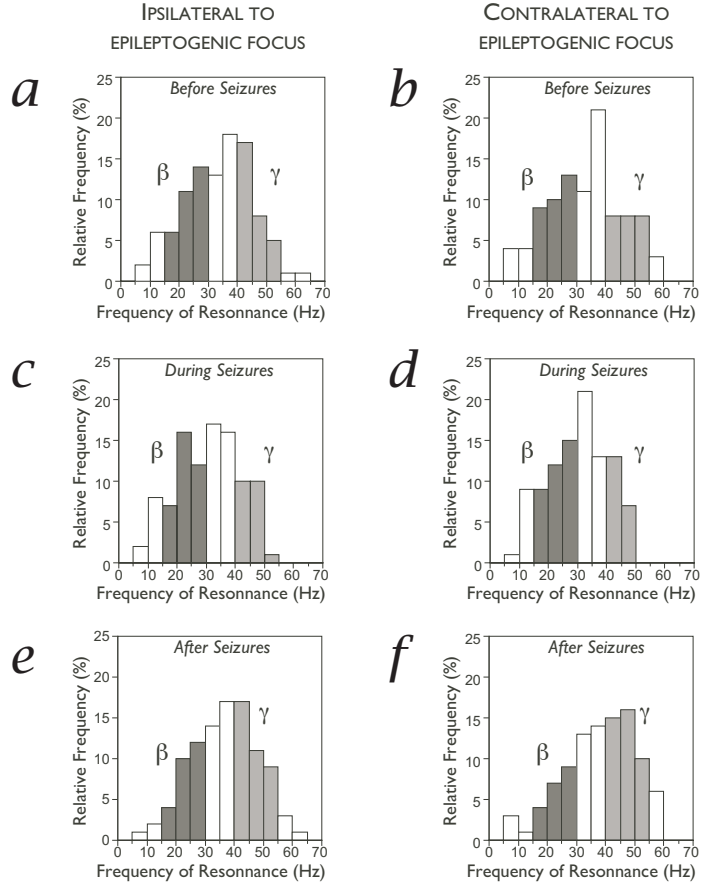 IPSILATERAL TO
EPILEPTOGENIC FOCUS
CONTRALATERAL TO
EPILEPTOGENIC FOCUS
a
Before Seizures
Relative Frequency (%)
25
20
15
10
5
0
β
γ
0 10 20 30 40 50 60 70
Frequency of Resonnance (Hz)
b
Before Seizures
Relative Frequency (%)
25
20
15
10
5
0
β
γ
0 10 20 30 40 50 60 70
Frequency of Resonnance (Hz)
c
During Seizures
Relative Frequency (%)
25
20
15
10
5
0
β
γ
0 10 20 30 40 50 60 70
Frequency of Resonnance (Hz)
d
During Seizures
Relative Frequency (%)
25
20
15
10
5
0
β
γ
0 10 20 30 40 50 60 70
Frequency of Resonnance (Hz)
e
After Seizures
Relative Frequency (%)
25
20
15
10
5
0
β
γ
0 10 20 30 40 50 60 70
Frequency of Resonnance (Hz)
f
After Seizures
Relative Frequency (%)
25
20
15
10
5
0
β
γ
0 10 20 30 40 50 60 70
Frequency of Resonnance (Hz)